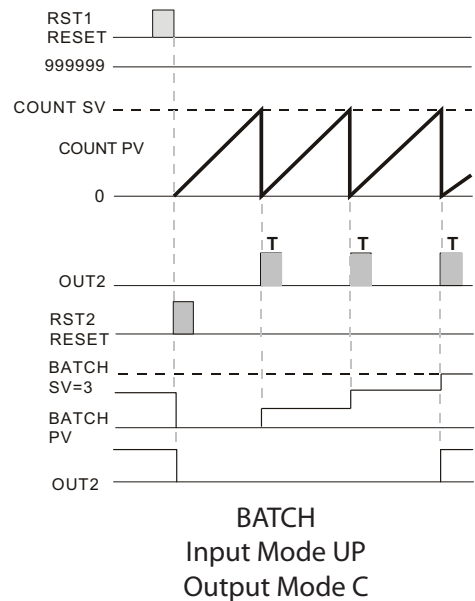 RST1
RESET
999999
COUNT SV
COUNT PV
0
T T T
OUT2
RST2
RESET
BATCH
SV=3
BATCH
PV
OUT2
BATCH
Input Mode UP
Output Mode C